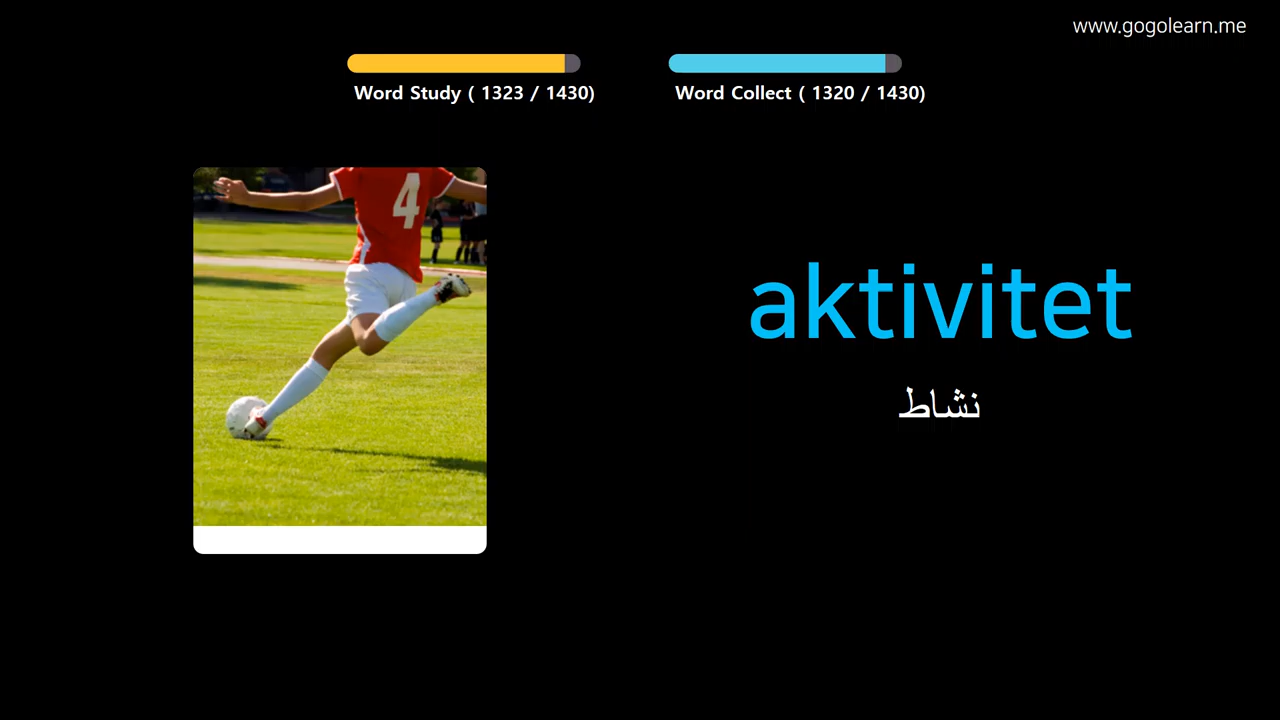 www.gogolearn.me
Word Study ( 1323 / 1430)
Word Collect ( 1320 / 1430)
4
aktivitet
نشاط